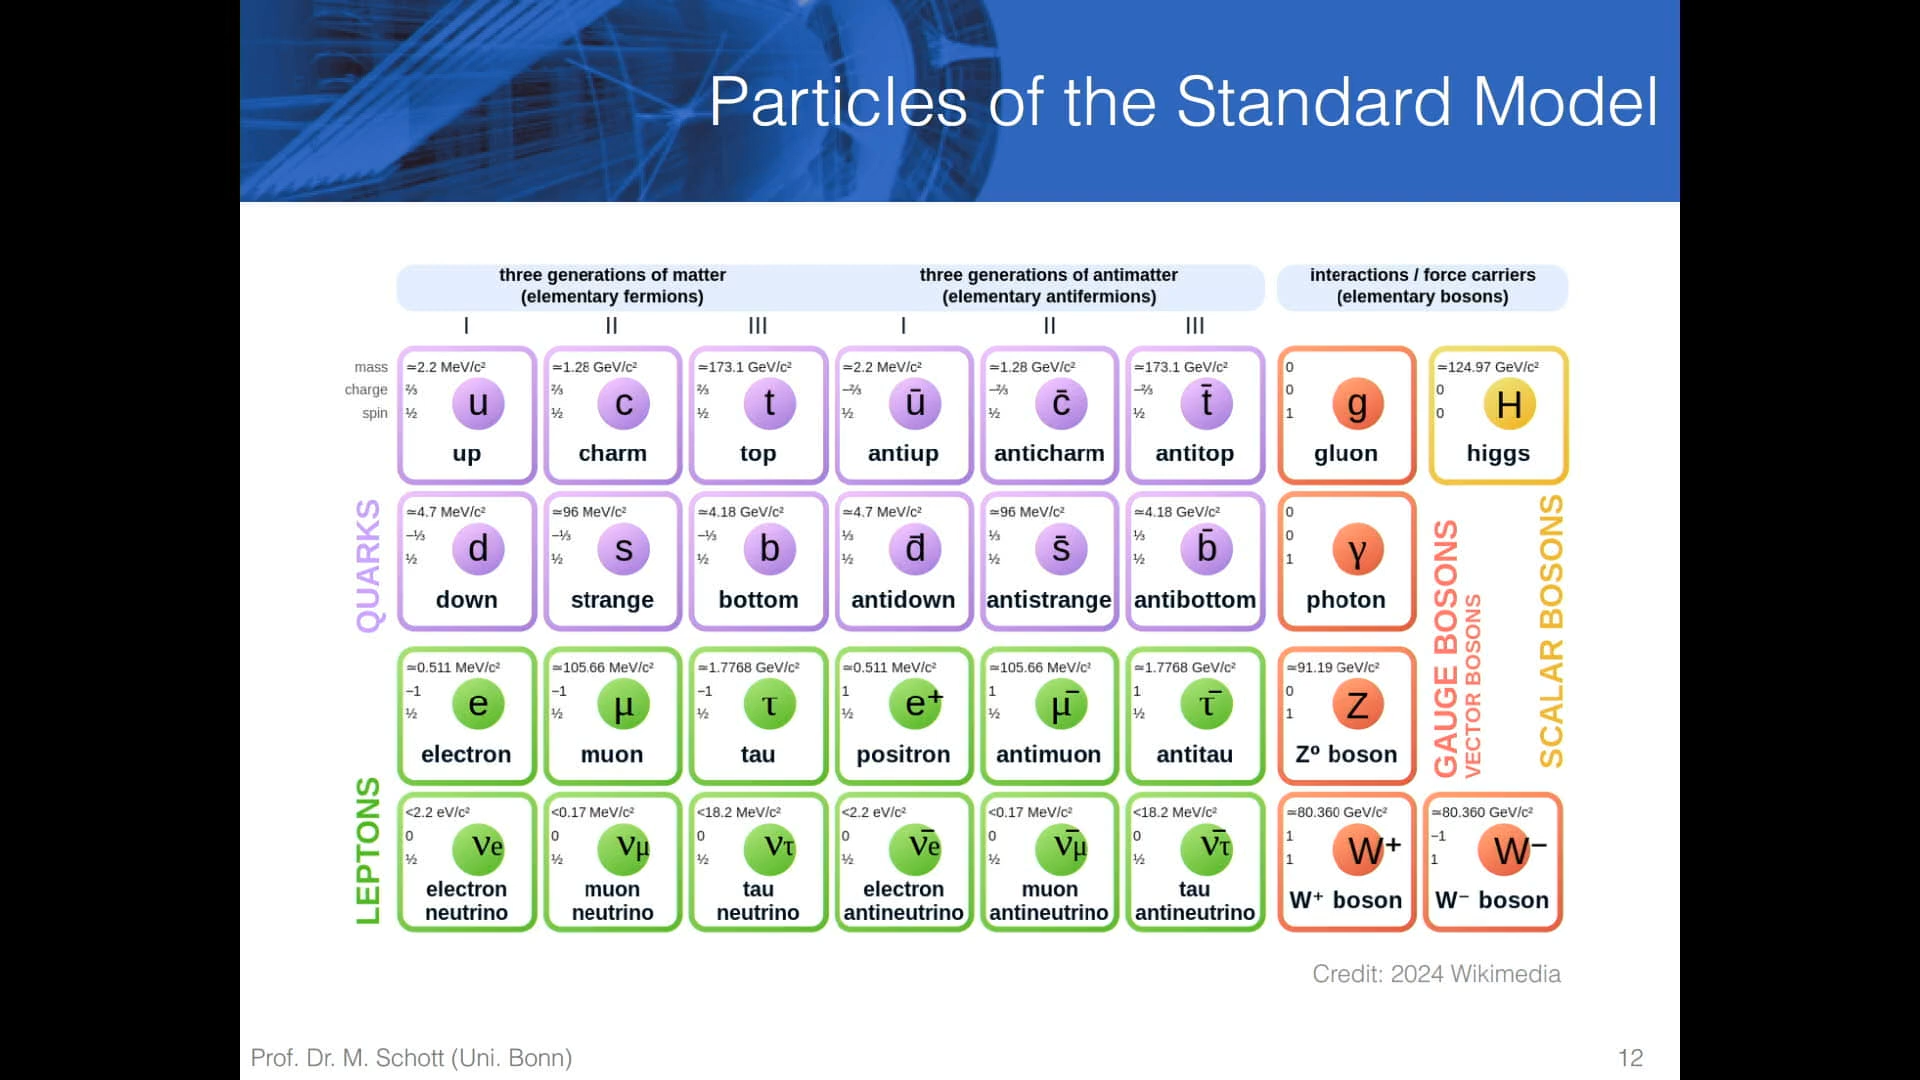 Particles of the Standard Model
three generations of matter
(elementary fermions)
three generations of antimatter
(elementary antifermions)
interactions / force carriers
(elementary bosons)
I II III I II III
mass
charge
spin
≃2.2 MeV/c²
⅔
½
u
up
≃1.28 GeV/c²
⅔
½
c
charm
≃173.1 GeV/c²
⅔
½
t
top
≃2.2 MeV/c²
−⅔
½
ū
antiup
≃1.28 GeV/c²
−⅔
½
c̄
anticharm
≃173.1 GeV/c²
−⅔
½
t̄
antitop
0
0
1
g
gluon
≃124.97 GeV/c²
0
0
H
higgs
QUARKS
≃4.7 MeV/c²
−⅓
½
d
down
≃96 MeV/c²
−⅓
½
s
strange
≃4.18 GeV/c²
−⅓
½
b
bottom
≃4.7 MeV/c²
⅓
½
d̄
antidown
≃96 MeV/c²
⅓
½
s̄
antistrange
≃4.18 GeV/c²
⅓
½
b̄
antibottom
0
0
1
γ
photon
GAUGE BOSONS
VECTOR BOSONS
SCALAR BOSONS
LEPTONS
≃0.511 MeV/c²
−1
½
e
electron
≃105.66 MeV/c²
−1
½
μ
muon
≃1.7768 GeV/c²
−1
½
τ
tau
≃0.511 MeV/c²
1
½
e⁺
positron
≃105.66 MeV/c²
1
½
μ̄
antimuon
≃1.7768 GeV/c²
1
½
τ̄
antitau
≃91.19 GeV/c²
0
1
Z
Z⁰ boson
<2.2 eV/c²
0
½
νe
electron
neutrino
<0.17 MeV/c²
0
½
νμ
muon
neutrino
<18.2 MeV/c²
0
½
ντ
tau
neutrino
<2.2 eV/c²
0
½
ν̄e
electron
antineutrino
<0.17 MeV/c²
0
½
ν̄μ
muon
antineutrino
<18.2 MeV/c²
0
½
ν̄τ
tau
antineutrino
≃80.360 GeV/c²
1
1
W⁺
W⁺ boson
≃80.360 GeV/c²
−1
1
W⁻
W⁻ boson
Credit: 2024 Wikimedia
Prof. Dr. M. Schott (Uni. Bonn)
12